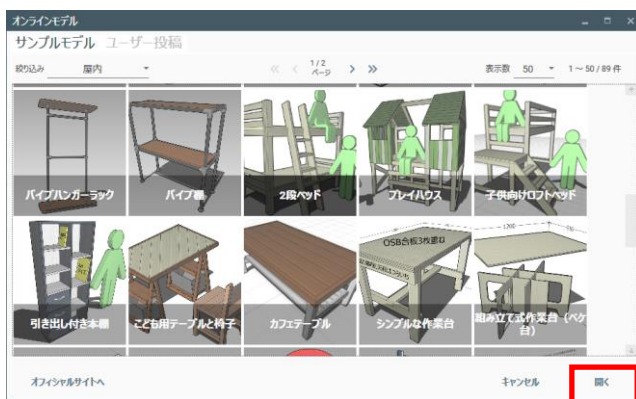 オンラインモデル
サンプルモデル ユーザー投稿
絞り込み 屋内
1/2
ページ
表示数 50 1～50/89 件
パイプハンガーラック
パイプ棚
2段ベッド
プレイハウス
子供向けロフトベッド
引き出し付き本棚
こども用テーブルと椅子
カフェテーブル
OSB合板3枚重ね
シンプルな作業台
1200
組み立て式作業台（ペケ
台）
オフィシャルサイトへ
キャンセル
開く